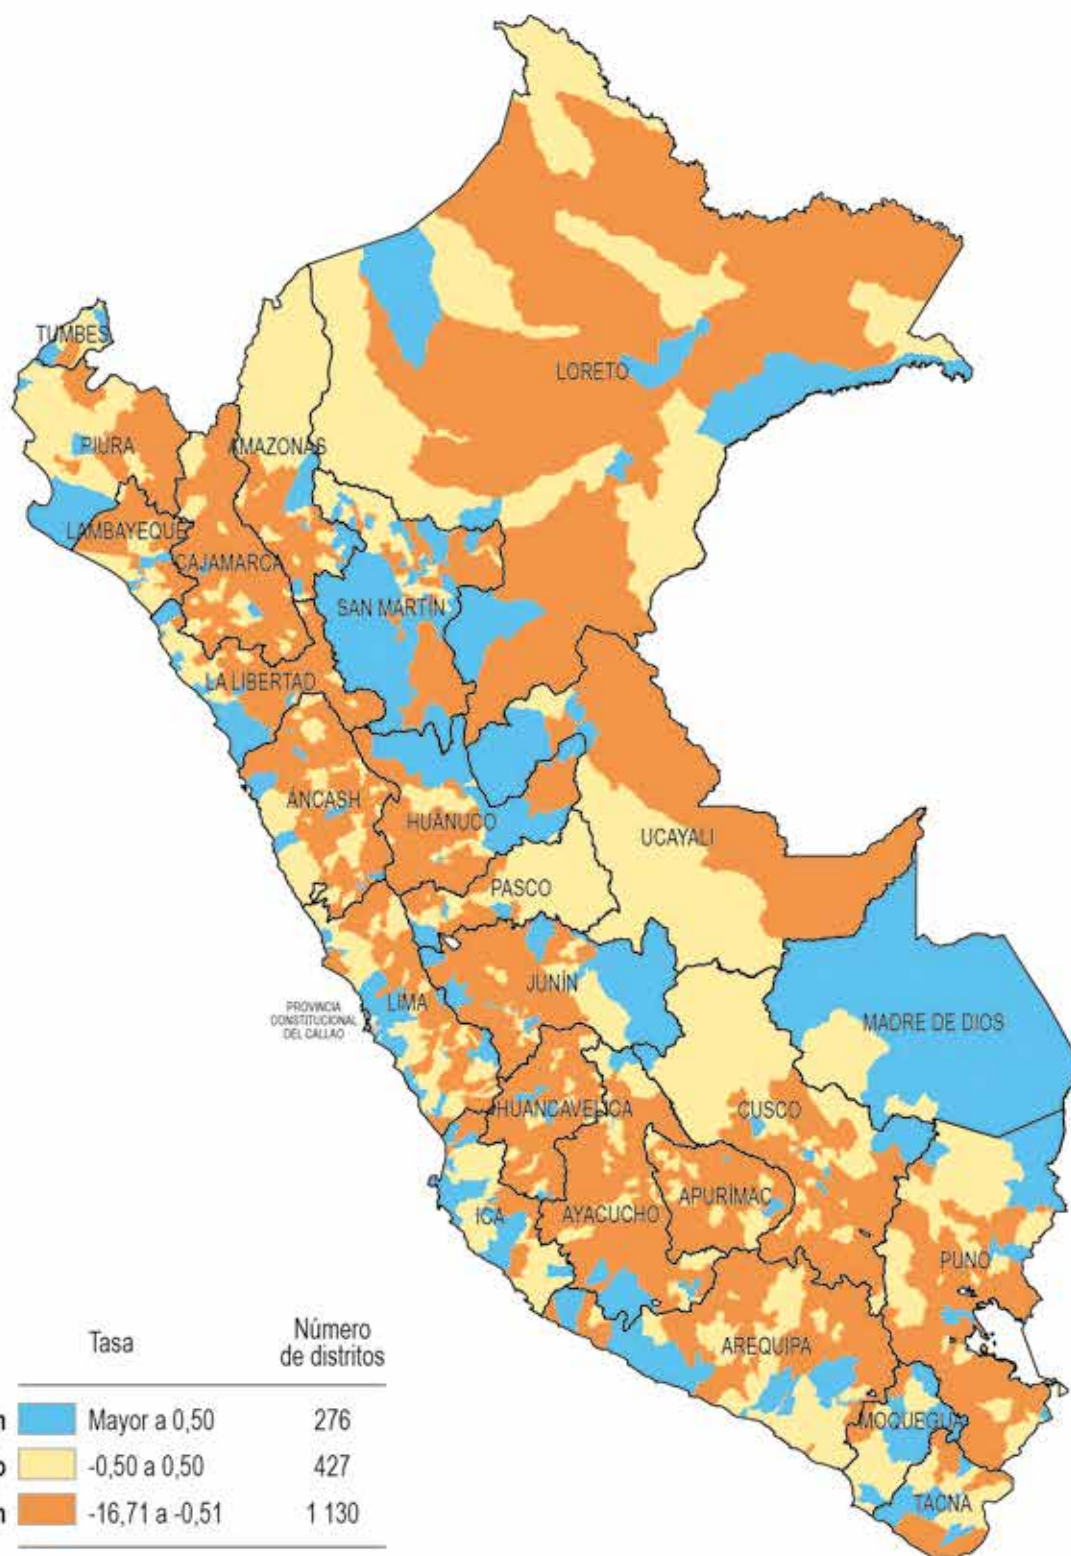 TUMBES
LORETO
PIURA
AMAZONAS
LAMBAYEQUE
CAJAMARCA
SAN MARTÍN
LA LIBERTAD
ÁNCASH
HUÁNUCO
UCAYALI
PASCO
JUNÍN
LIMA
PROVINCIA
CONSTITUCIONAL
DEL CALLAO
MADRE DE DIOS
HUANCAVELICA
CUSCO
ICA
AYACUCHO
APURÍMAC
PUNO
AREQUIPA
MOQUEGUA
TACNA
Tasa
Número
de distritos
n Mayor a 0,50 276
o -0,50 a 0,50 427
n -16,71 a -0,51 1 130